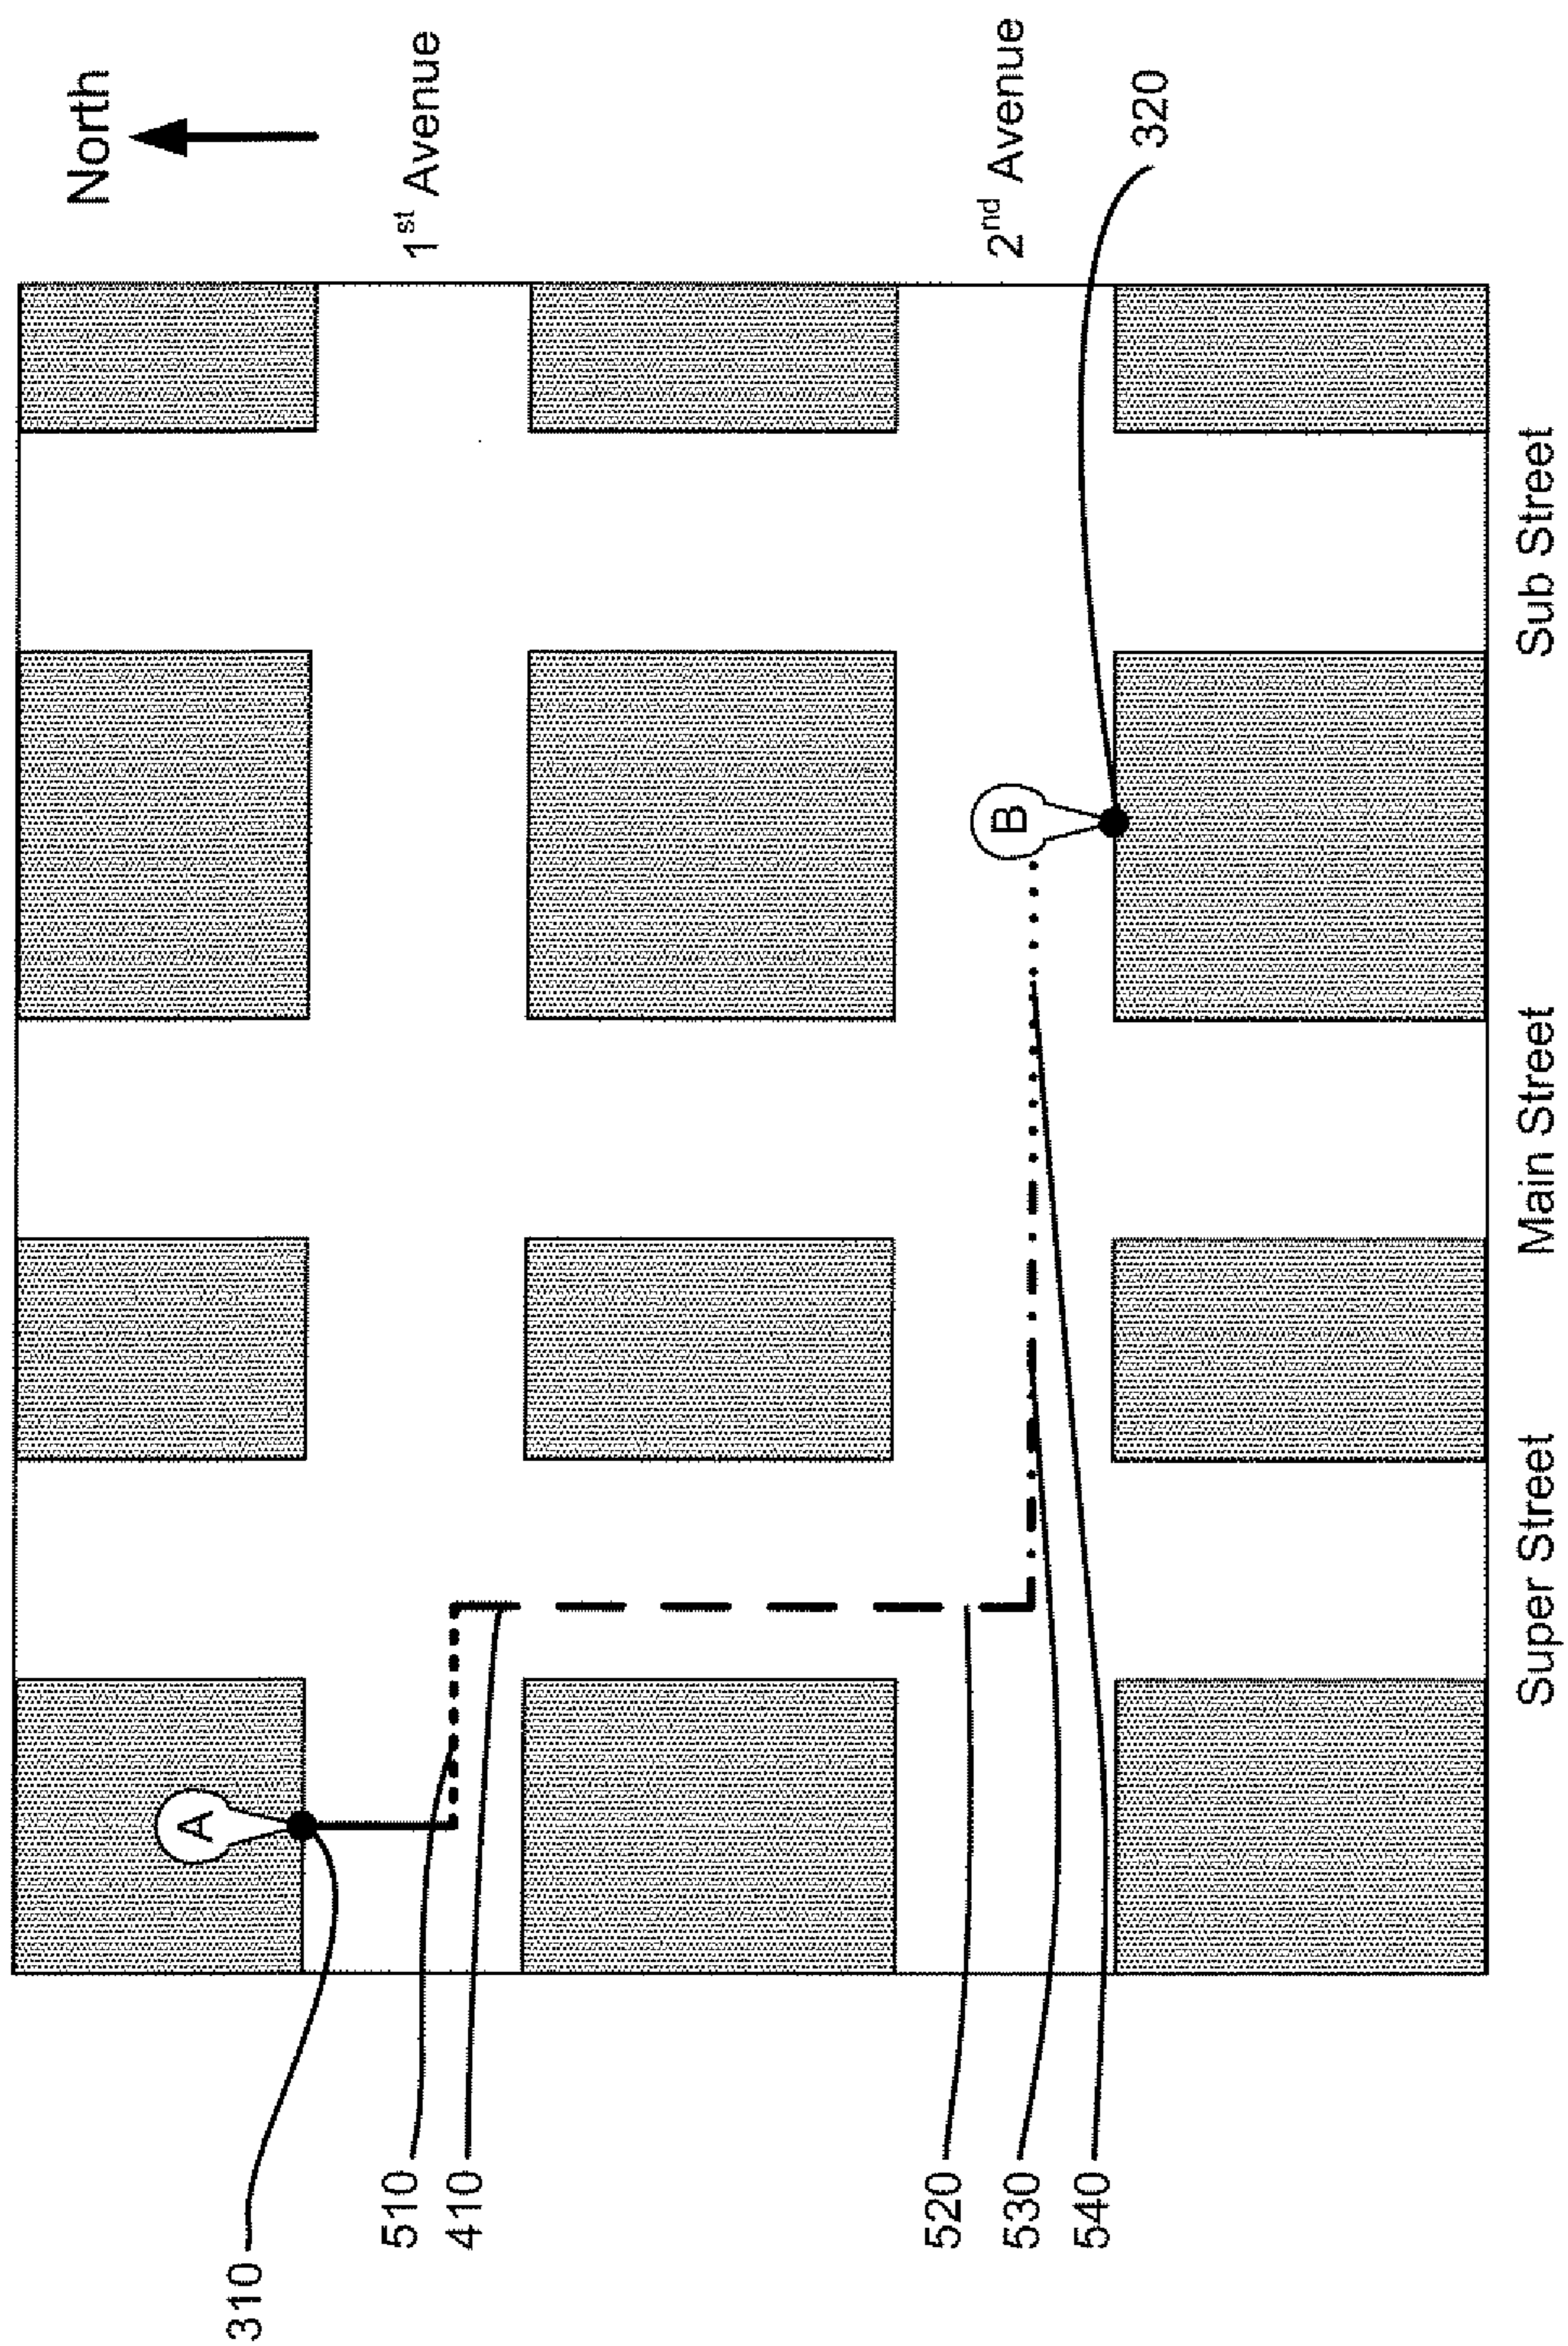 North
1st Avenue
2nd Avenue
320
Sub Street
Main Street
Super Street
A
B
310
510
410
520
530
540